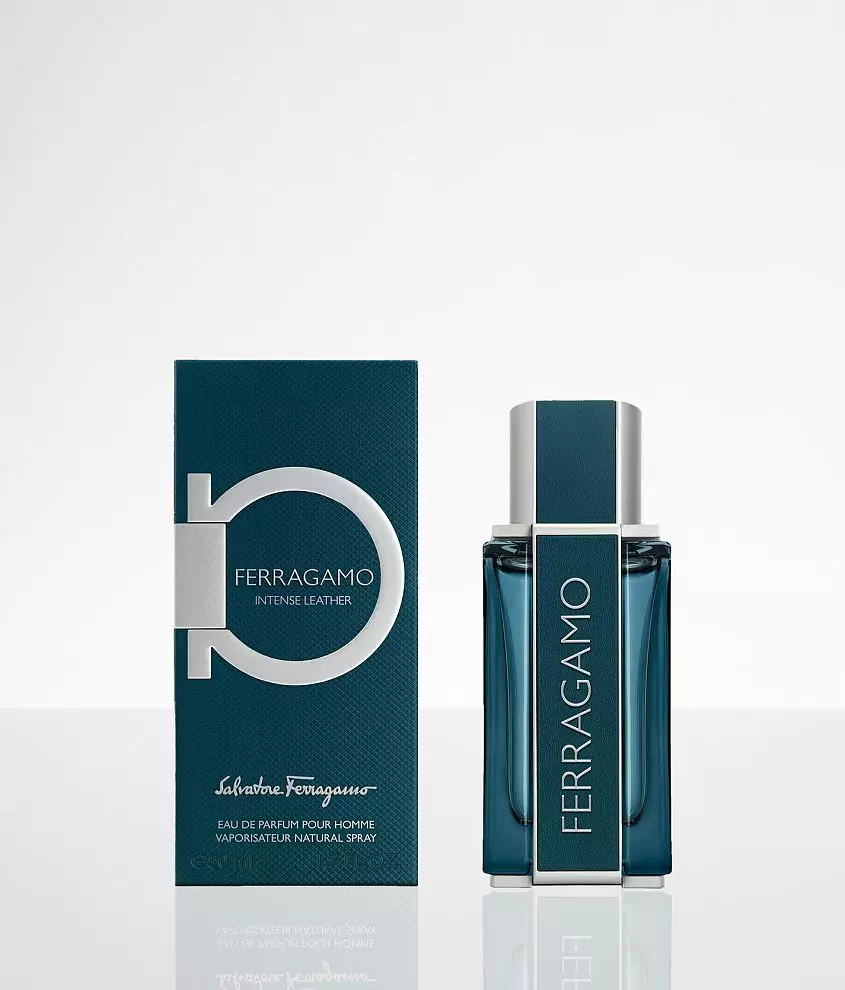 FERRAGAMO
INTENSE LEATHER
Salvatore Ferragamo
EAU DE PARFUM POUR HOMME
VAPORISATEUR NATURAL SPRAY
FERRAGAMO